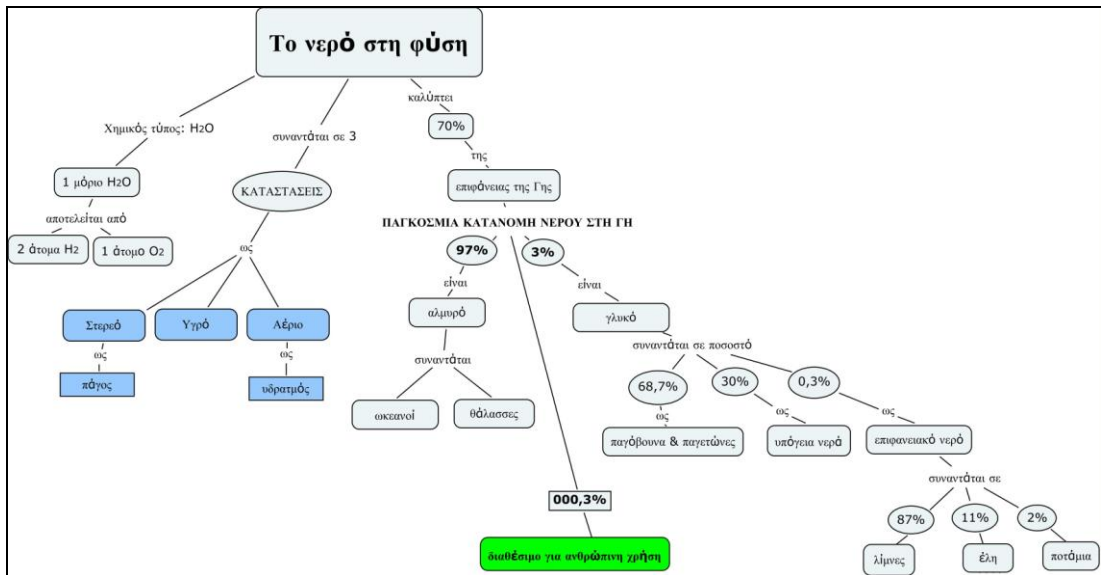 Το νερό στη φύση
καλύπτει
Χημικός τύπος: H2O
συναντάται σε 3
70%
της
1 μόριο H2O
ΚΑΤΑΣΤΑΣΕΙΣ
επιφάνειας της Γης
αποτελείται από
2 άτομα H2
1 άτομο O2
ΠΑΓΚΟΣΜΙΑ ΚΑΤΑΝΟΜΗ ΝΕΡΟΥ ΣΤΗ ΓΗ
ως
97%
3%
είναι
είναι
Στερεό
Υγρό
Αέριο
αλμυρό
γλυκό
ως
ως
συναντάται
συναντάται σε ποσοστό
πάγος
υδρατμός
68,7%
30%
0,3%
ωκεανοί
θάλασσες
ως
ως
ως
παγόβουνα & παγετώνες
υπόγεια νερά
επιφανειακό νερό
συναντάται σε
000,3%
87%
11%
2%
διαθέσιμο για ανθρώπινη χρήση
λίμνες
έλη
ποτάμια